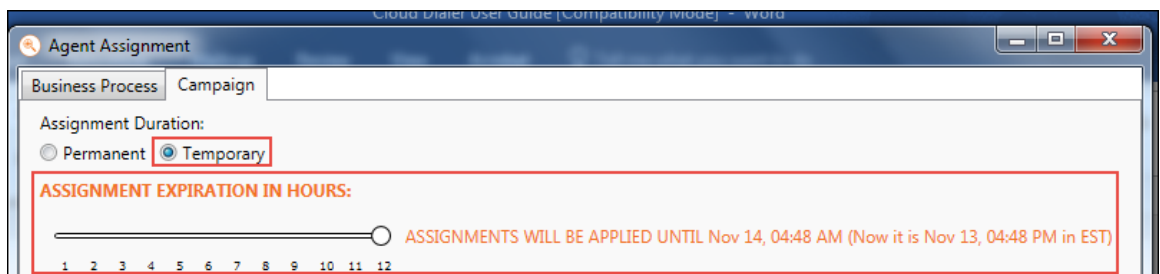 Cloud Dialer User Guide [Compatibility Mode] - Word
Agent Assignment
Business Process Campaign
Assignment Duration:
Permanent Temporary
ASSIGNMENT EXPIRATION IN HOURS:
ASSIGNMENTS WILL BE APPLIED UNTIL Nov 14, 04:48 AM (Now it is Nov 13, 04:48 PM in EST)
1 2 3 4 5 6 7 8 9 10 11 12